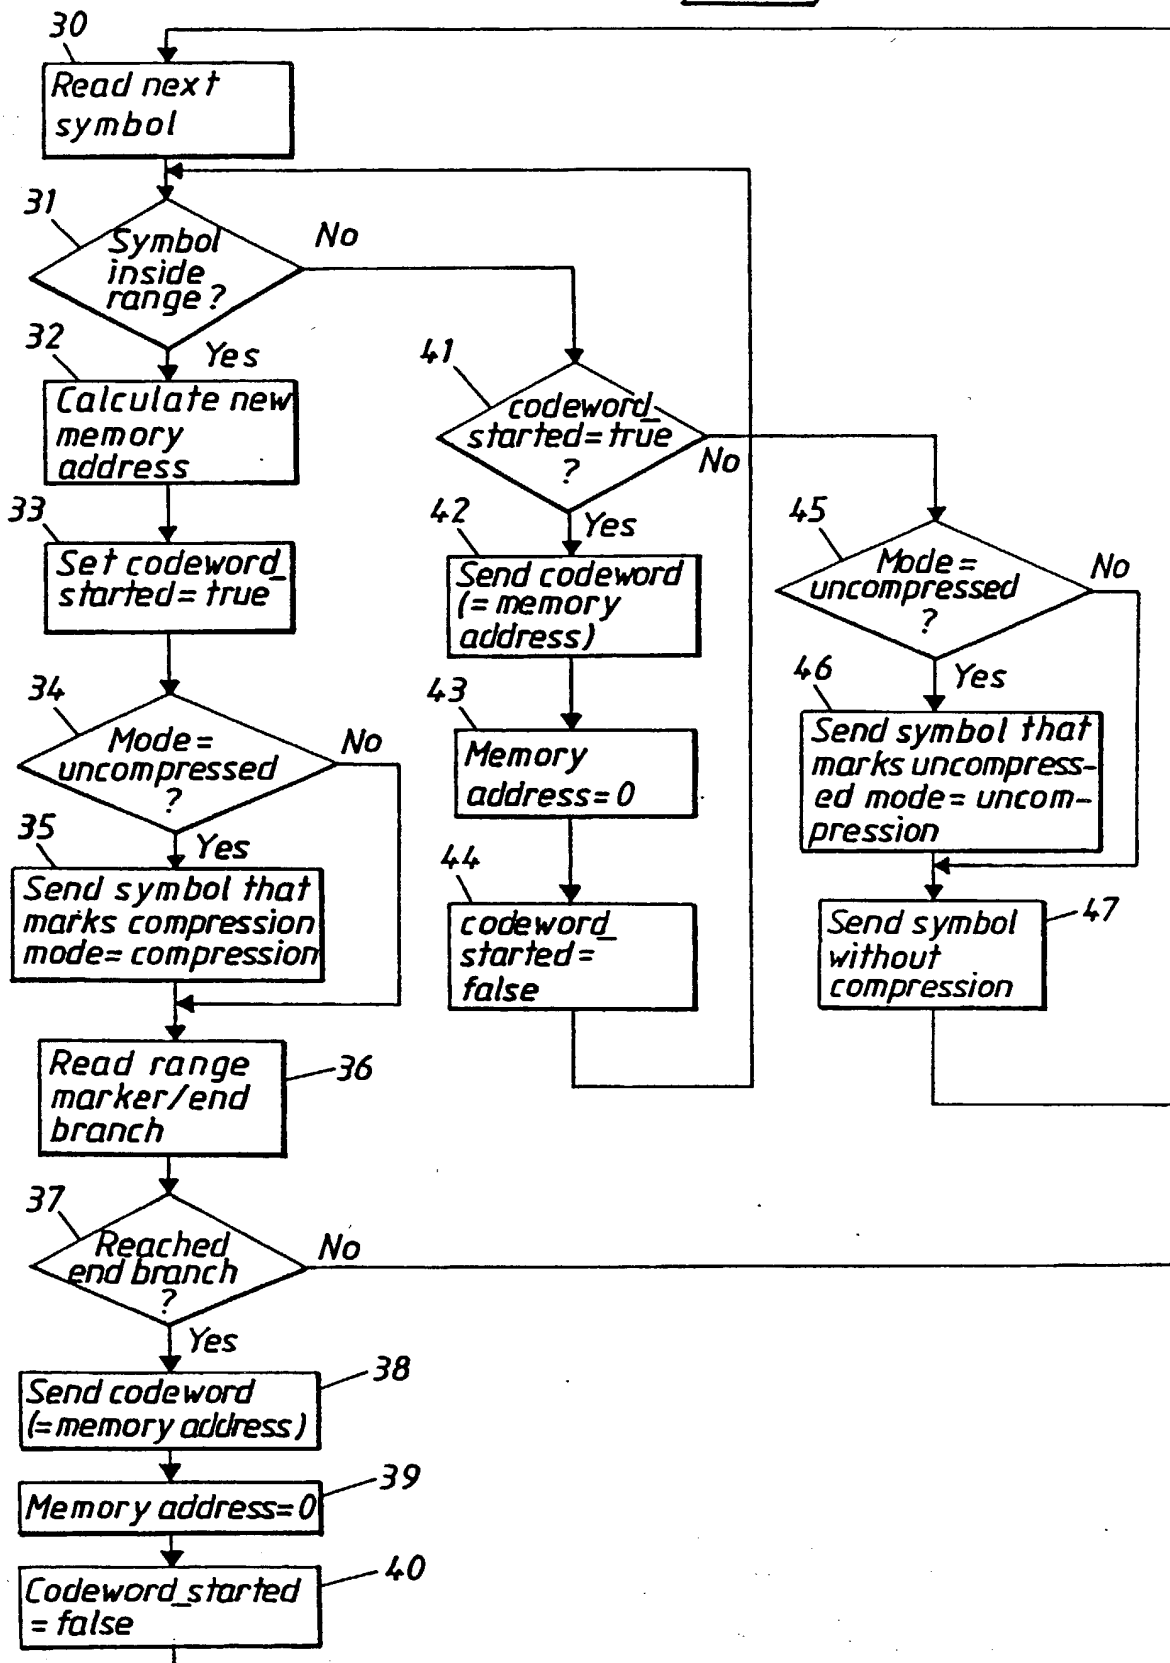 30
Read next
symbol
31
Symbol
inside
range?
No
Yes
32
Calculate new
memory
address
33
Set codeword_
started=true
34
Mode=
uncompressed
?
No
Yes
35
Send symbol that
marks compression
mode=compression
Read range
marker/end
branch
36
37
Reached
end branch
?
No
Yes
38
Send codeword
(=memory address)
39
Memory address=0
40
Codeword_started
= false
41
codeword_
started=true
?
No
Yes
42
Send codeword
(=memory
address)
43
Memory
address=0
44
codeword_
started=
false
45
Mode=
uncompressed
?
No
Yes
46
Send symbol that
marks uncompress-
ed mode=uncom-
pression
47
Send symbol
without
compression